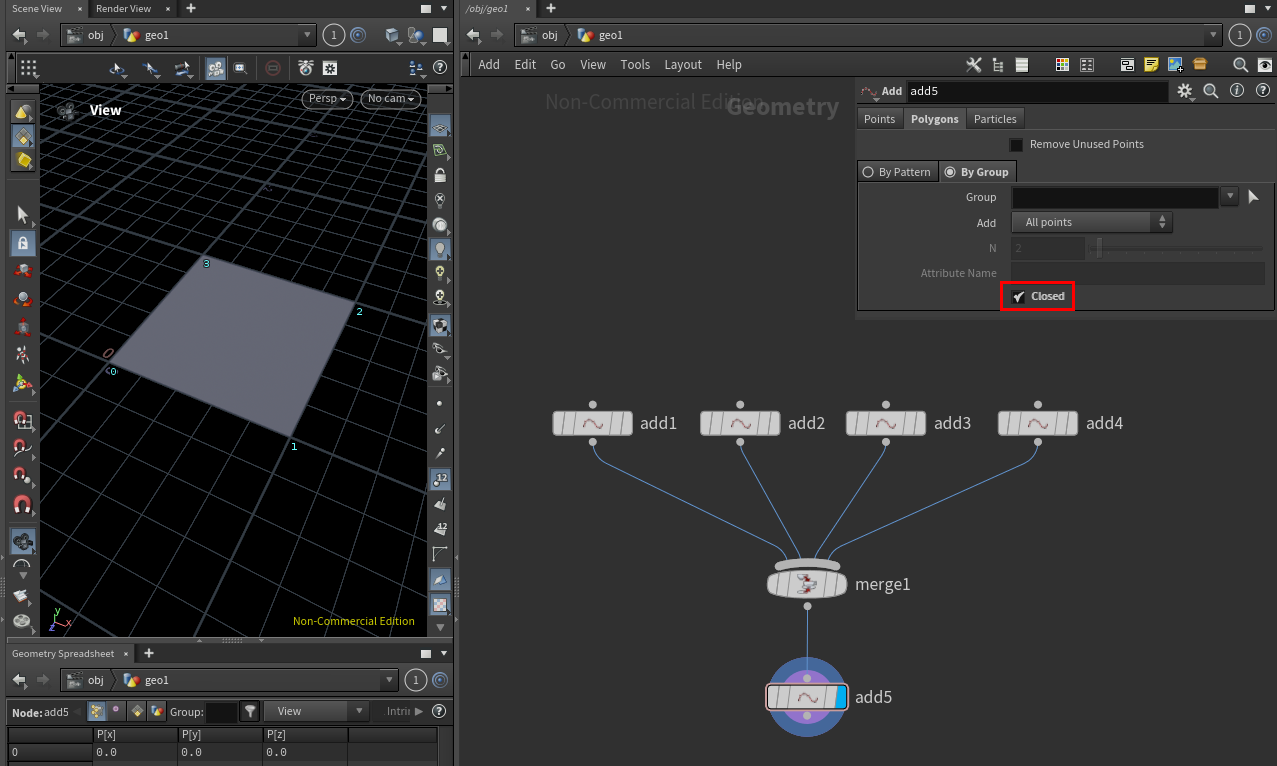 Scene View × Render View × +
obj geo1 1
View
Persp No cam
3
2
0
1
y
z x
12
12
Non-Commercial Edition
Geometry Spreadsheet × +
obj geo1 1
Node: add5 Group: View Intri
P[x] P[y] P[z]
0 0.0 0.0 0.0
/obj/geo1 × +
obj geo1 1
Add Edit Go View Tools Layout Help
Non-Commercial Edition
Geometry
Add add5
Points Polygons Particles
Remove Unused Points
By Pattern By Group
Group
Add All points
N 2
Attribute Name
Closed
add1 add2 add3 add4
merge1
add5